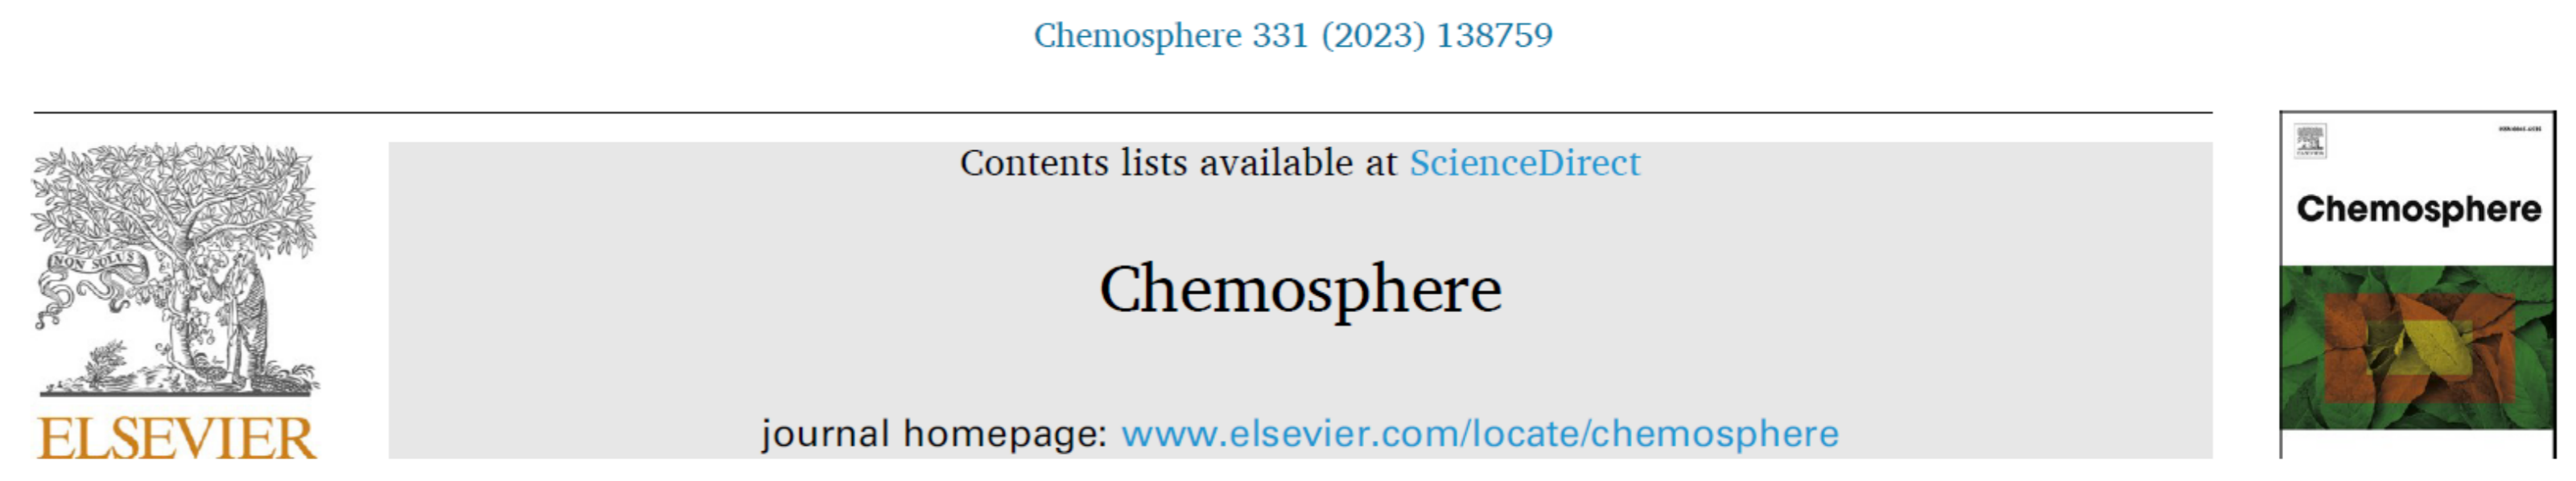 Chemosphere 331 (2023) 138759
Contents lists available at ScienceDirect
Chemosphere
journal homepage: www.elsevier.com/locate/chemosphere
NON SOLUS
ELSEVIER
Chemosphere